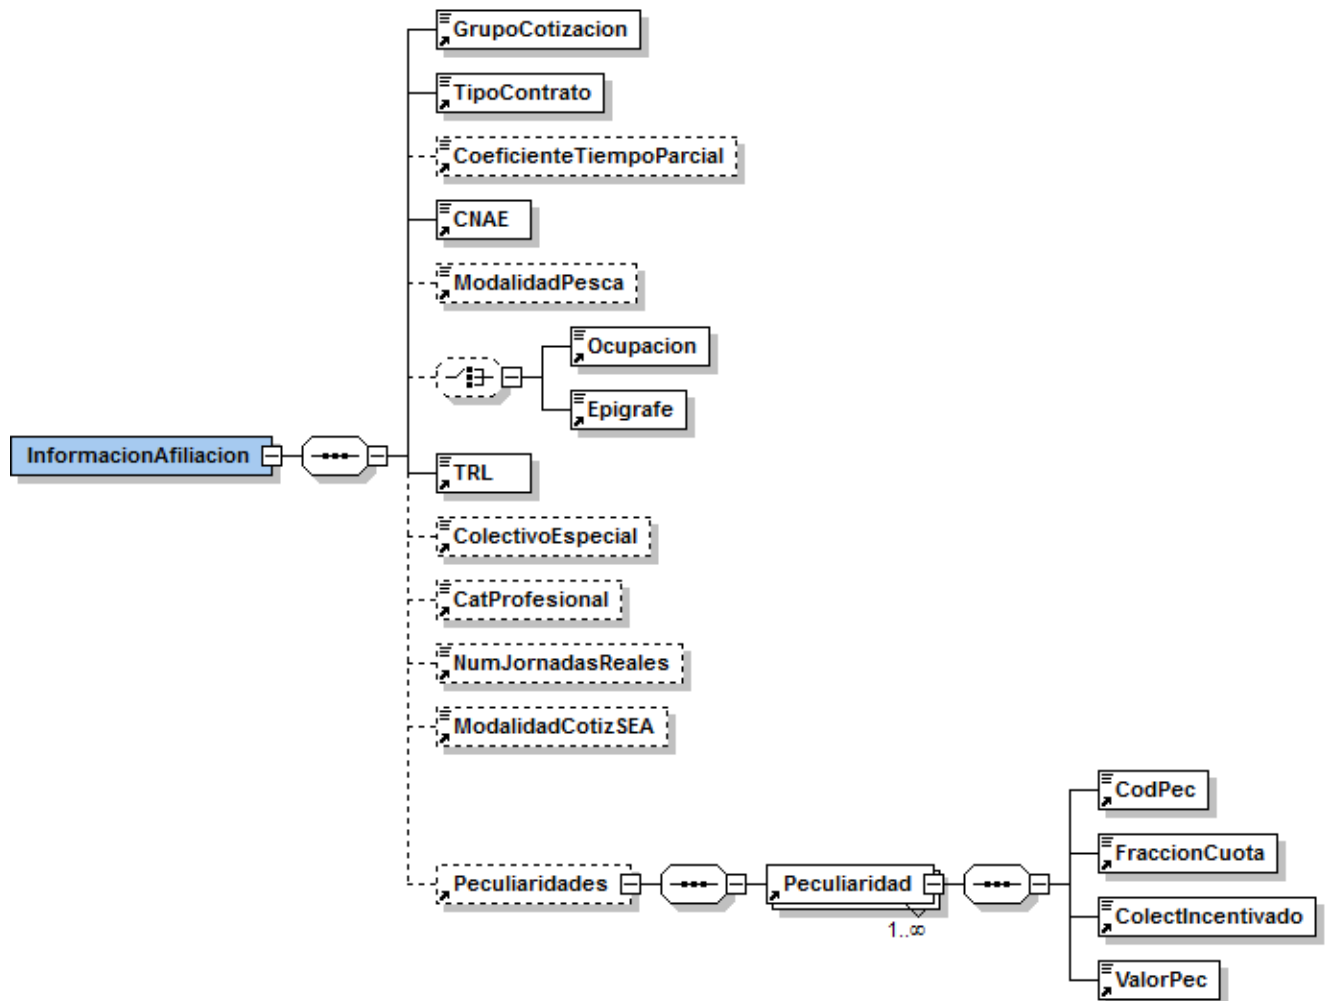 GrupoCotizacion
TipoContrato
CoeficienteTiempoParcial
CNAE
ModalidadPesca
Ocupacion
Epigrafe
InformacionAfiliacion
TRL
ColectivoEspecial
CatProfesional
NumJornadasReales
ModalidadCotizSEA
CodPec
FraccionCuota
Peculiaridades
Peculiaridad
1..∞
ColectIncentivado
ValorPec